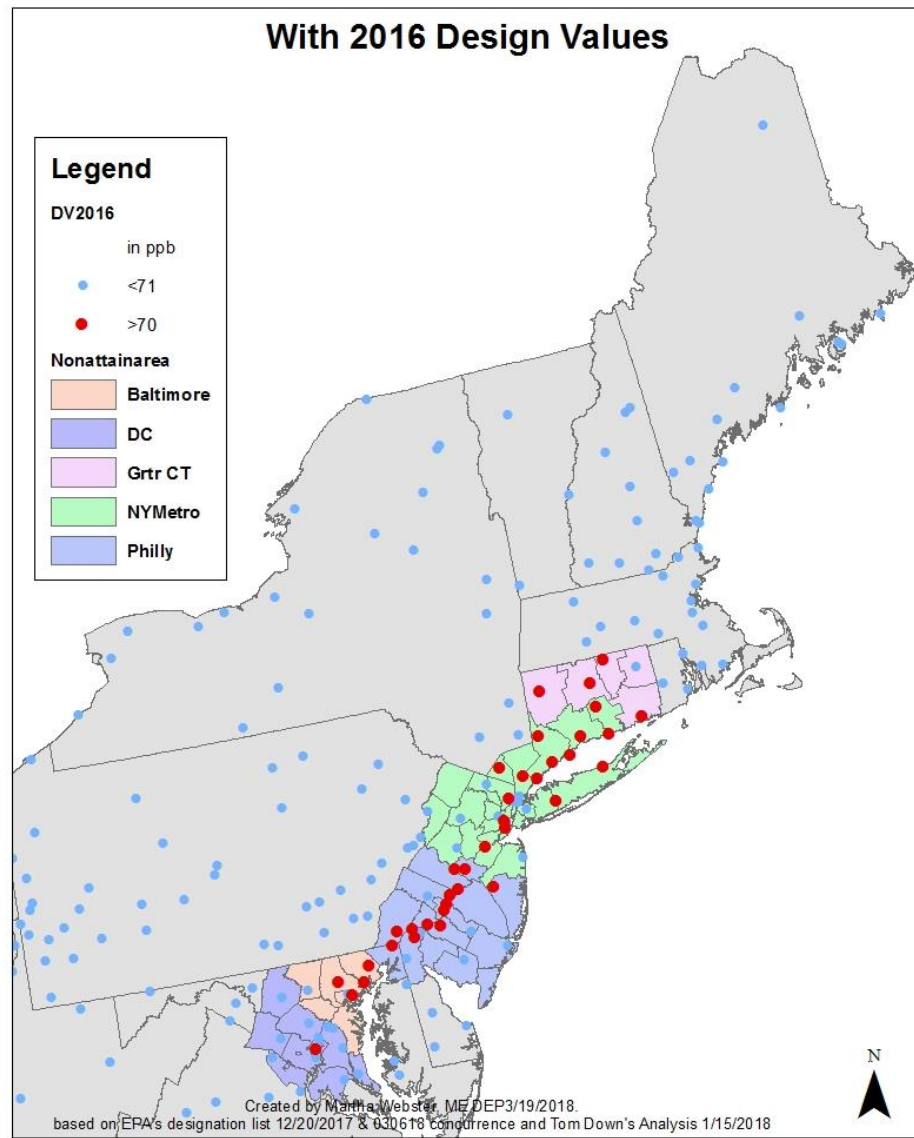 With 2016 Design Values
Legend
DV2016
in ppb
<71
>70
Nonattainarea
Baltimore
DC
Grtr CT
NYMetro
Philly
N
Created by Martha Webster, ME DEP3/19/2018.
based on EPA's designation list 12/20/2017 & 030618 concurrence and Tom Down's Analysis 1/15/2018